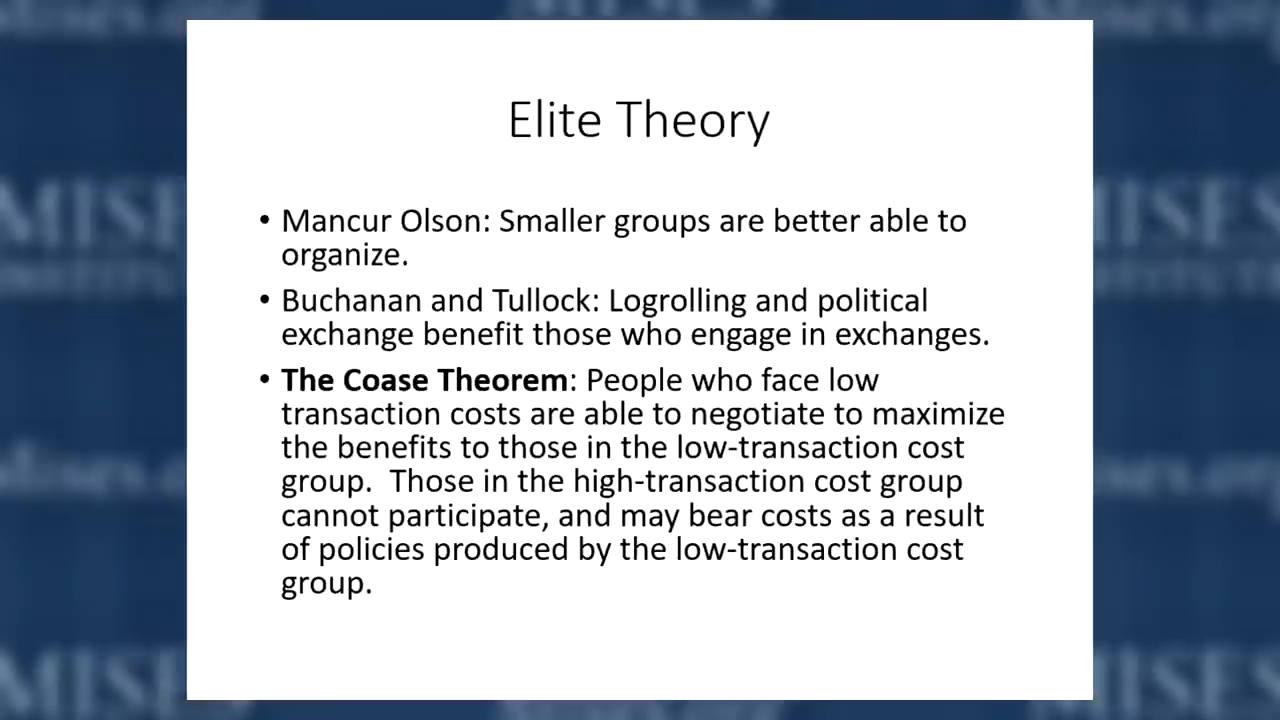 Elite Theory
• Mancur Olson: Smaller groups are better able to
organize.
• Buchanan and Tullock: Logrolling and political
exchange benefit those who engage in exchanges.
• The Coase Theorem: People who face low
transaction costs are able to negotiate to maximize
the benefits to those in the low-transaction cost
group.  Those in the high-transaction cost group
cannot participate, and may bear costs as a result
of policies produced by the low-transaction cost
group.